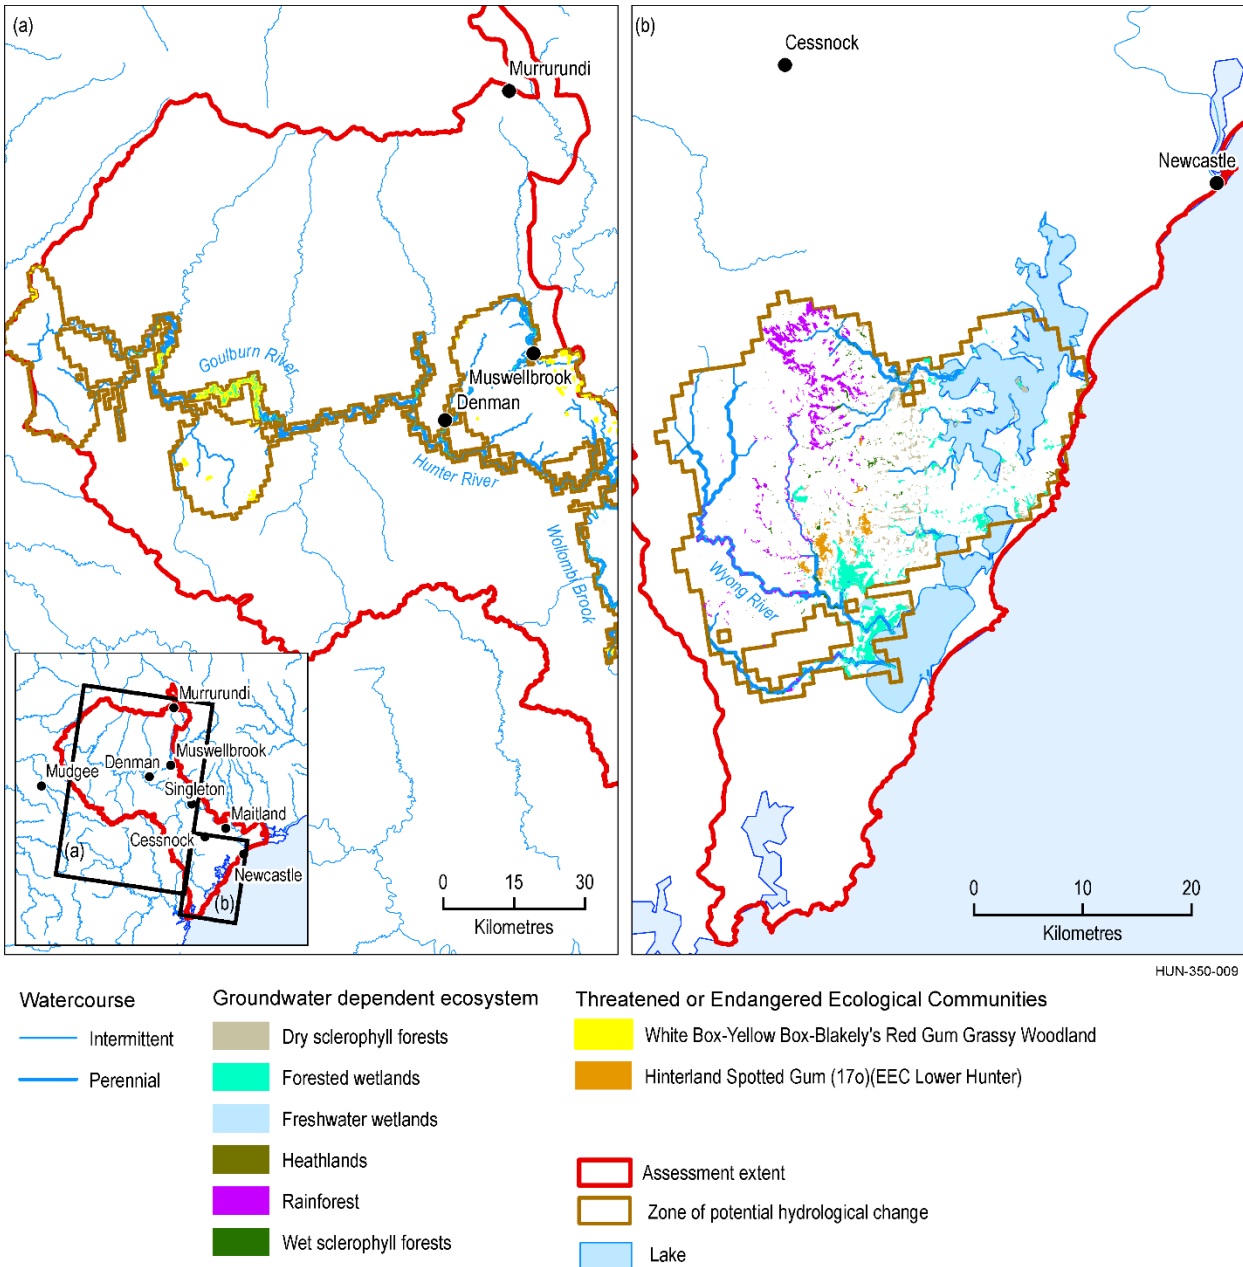 (a)
Murrurundi
Goulburn River
Muswellbrook
Denman
Hunter River
Wollombi Brook
Murrurundi
Muswellbrook
Denman
Mudgee
Singleton
Maitland
Cessnock
Newcastle
(a)
(b)
0 15 30
Kilometres
(b)
Cessnock
Newcastle
Wyong River
0 10 20
Kilometres
HUN-350-009
Watercourse
Intermittent
Perennial
Groundwater dependent ecosystem
Dry sclerophyll forests
Forested wetlands
Freshwater wetlands
Heathlands
Rainforest
Wet sclerophyll forests
Threatened or Endangered Ecological Communities
White Box-Yellow Box-Blakely's Red Gum Grassy Woodland
Hinterland Spotted Gum (17o)(EEC Lower Hunter)
Assessment extent
Zone of potential hydrological change
Lake